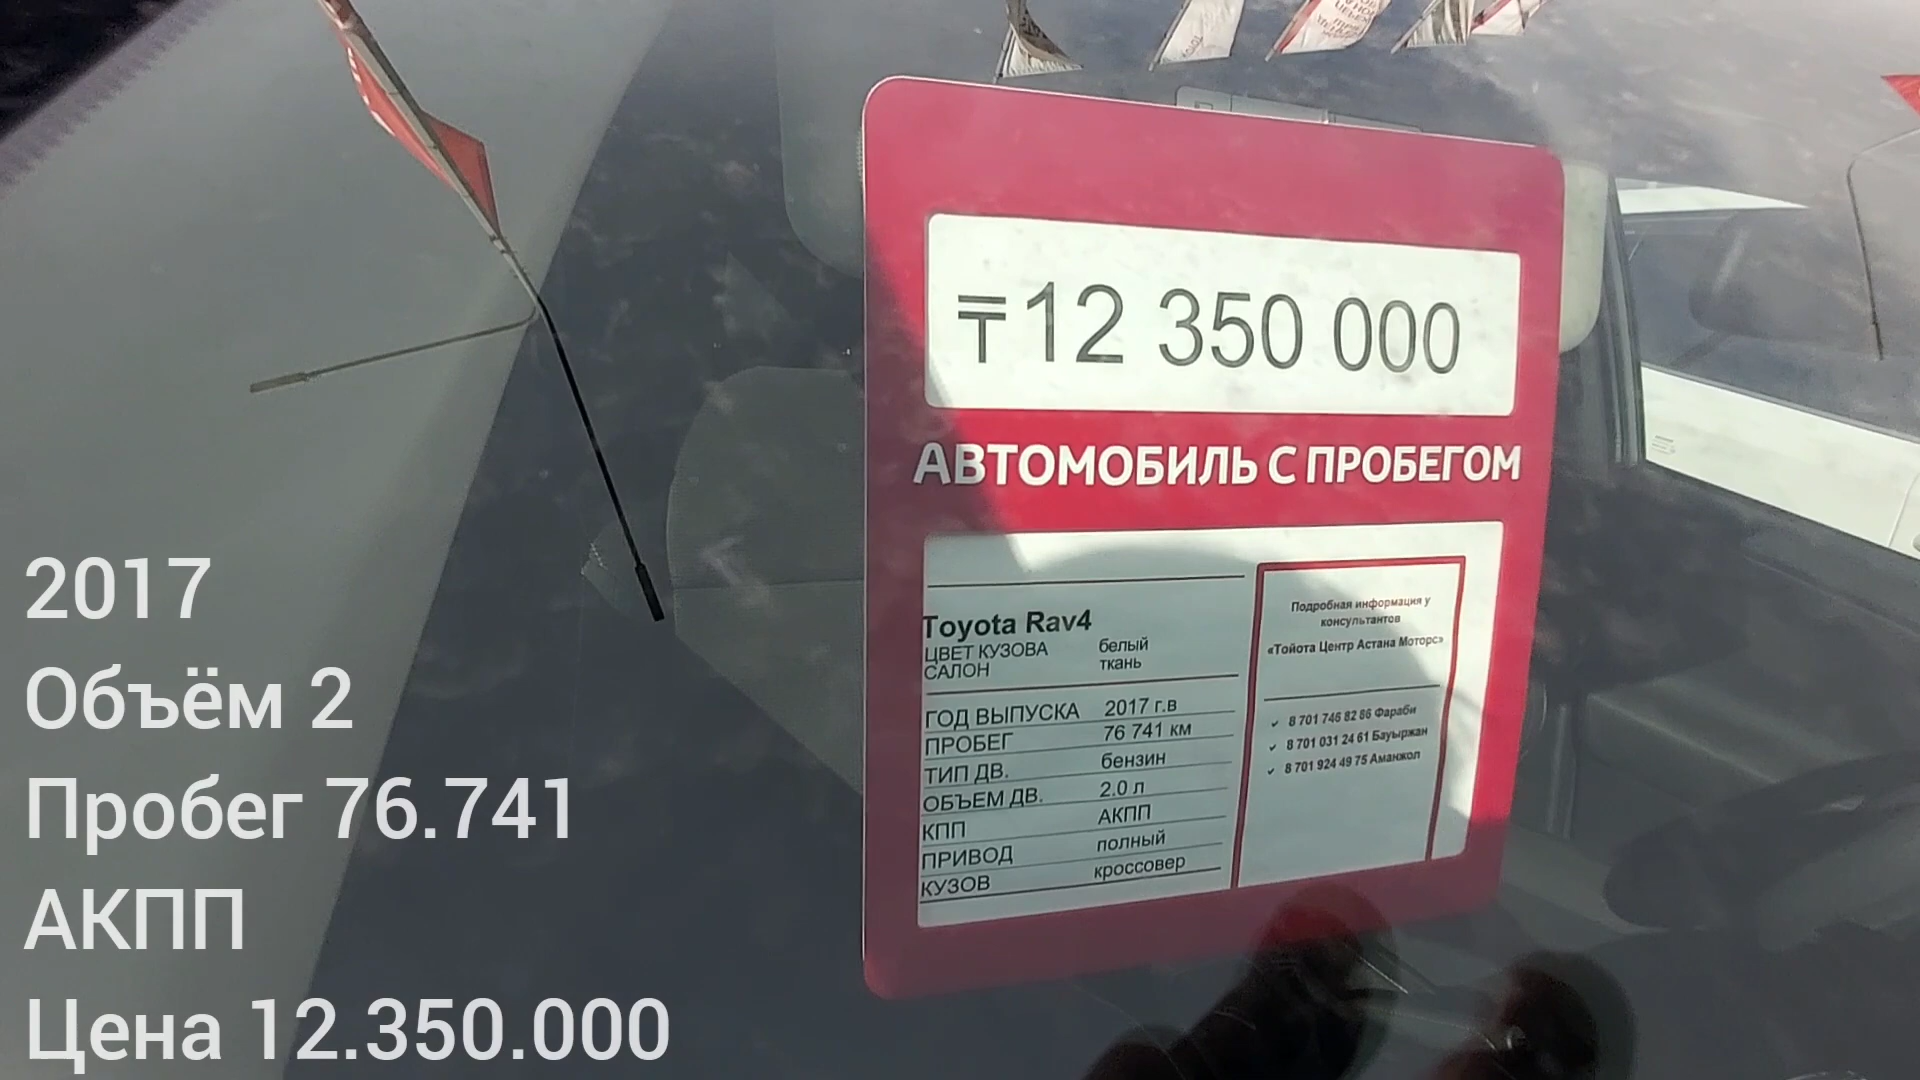 ₸12 350 000
АВТОМОБИЛЬ С ПРОБЕГОМ
Toyota Rav4
ЦВЕТ КУЗОВА белый
САЛОН ткань
ГОД ВЫПУСКА 2017 г.в
ПРОБЕГ 76 741 км
ТИП ДВ. бензин
ОБЪЕМ ДВ. 2.0 л
КПП АКПП
ПРИВОД полный
КУЗОВ кроссовер
Подробная информация у
консультантов
«Тойота Центр Астана Моторс»
8 701 746 82 86 Фараби
8 701 031 24 61 Бауыржан
8 701 924 49 75 Аманжол
2017
Объём 2
Пробег 76.741
АКПП
Цена 12.350.000